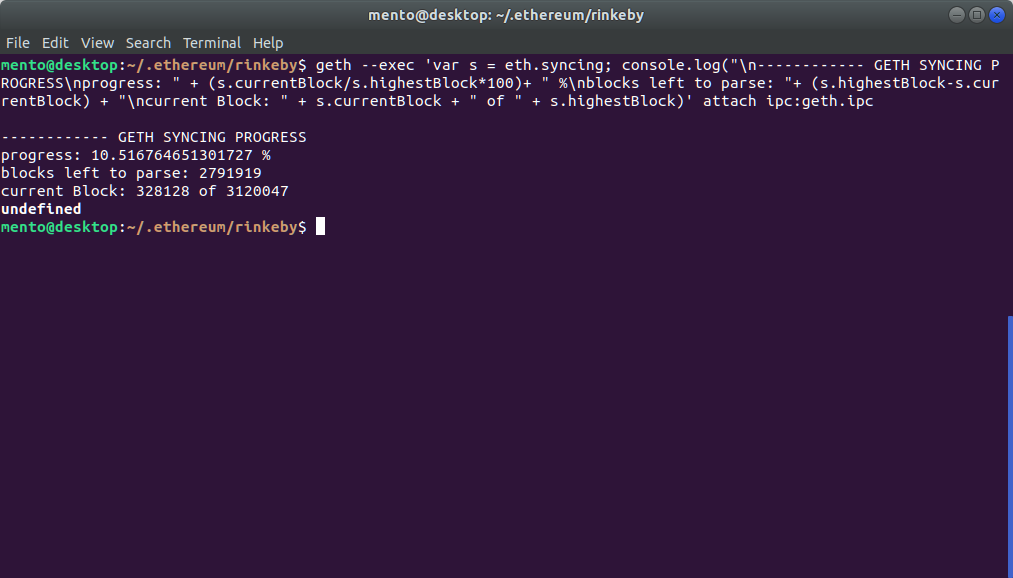 mento@desktop: ~/.ethereum/rinkeby
File Edit View Search Terminal Help
mento@desktop:~/.ethereum/rinkeby$ geth --exec 'var s = eth.syncing; console.log("\n------------ GETH SYNCING P
ROGRESS\nprogress: " + (s.currentBlock/s.highestBlock*100)+ " %\nblocks left to parse: "+ (s.highestBlock-s.cur
rentBlock) + "\ncurrent Block: " + s.currentBlock + " of " + s.highestBlock)' attach ipc:geth.ipc
------------ GETH SYNCING PROGRESS
progress: 10.516764651301727 %
blocks left to parse: 2791919
current Block: 328128 of 3120047
undefined
mento@desktop:~/.ethereum/rinkeby$